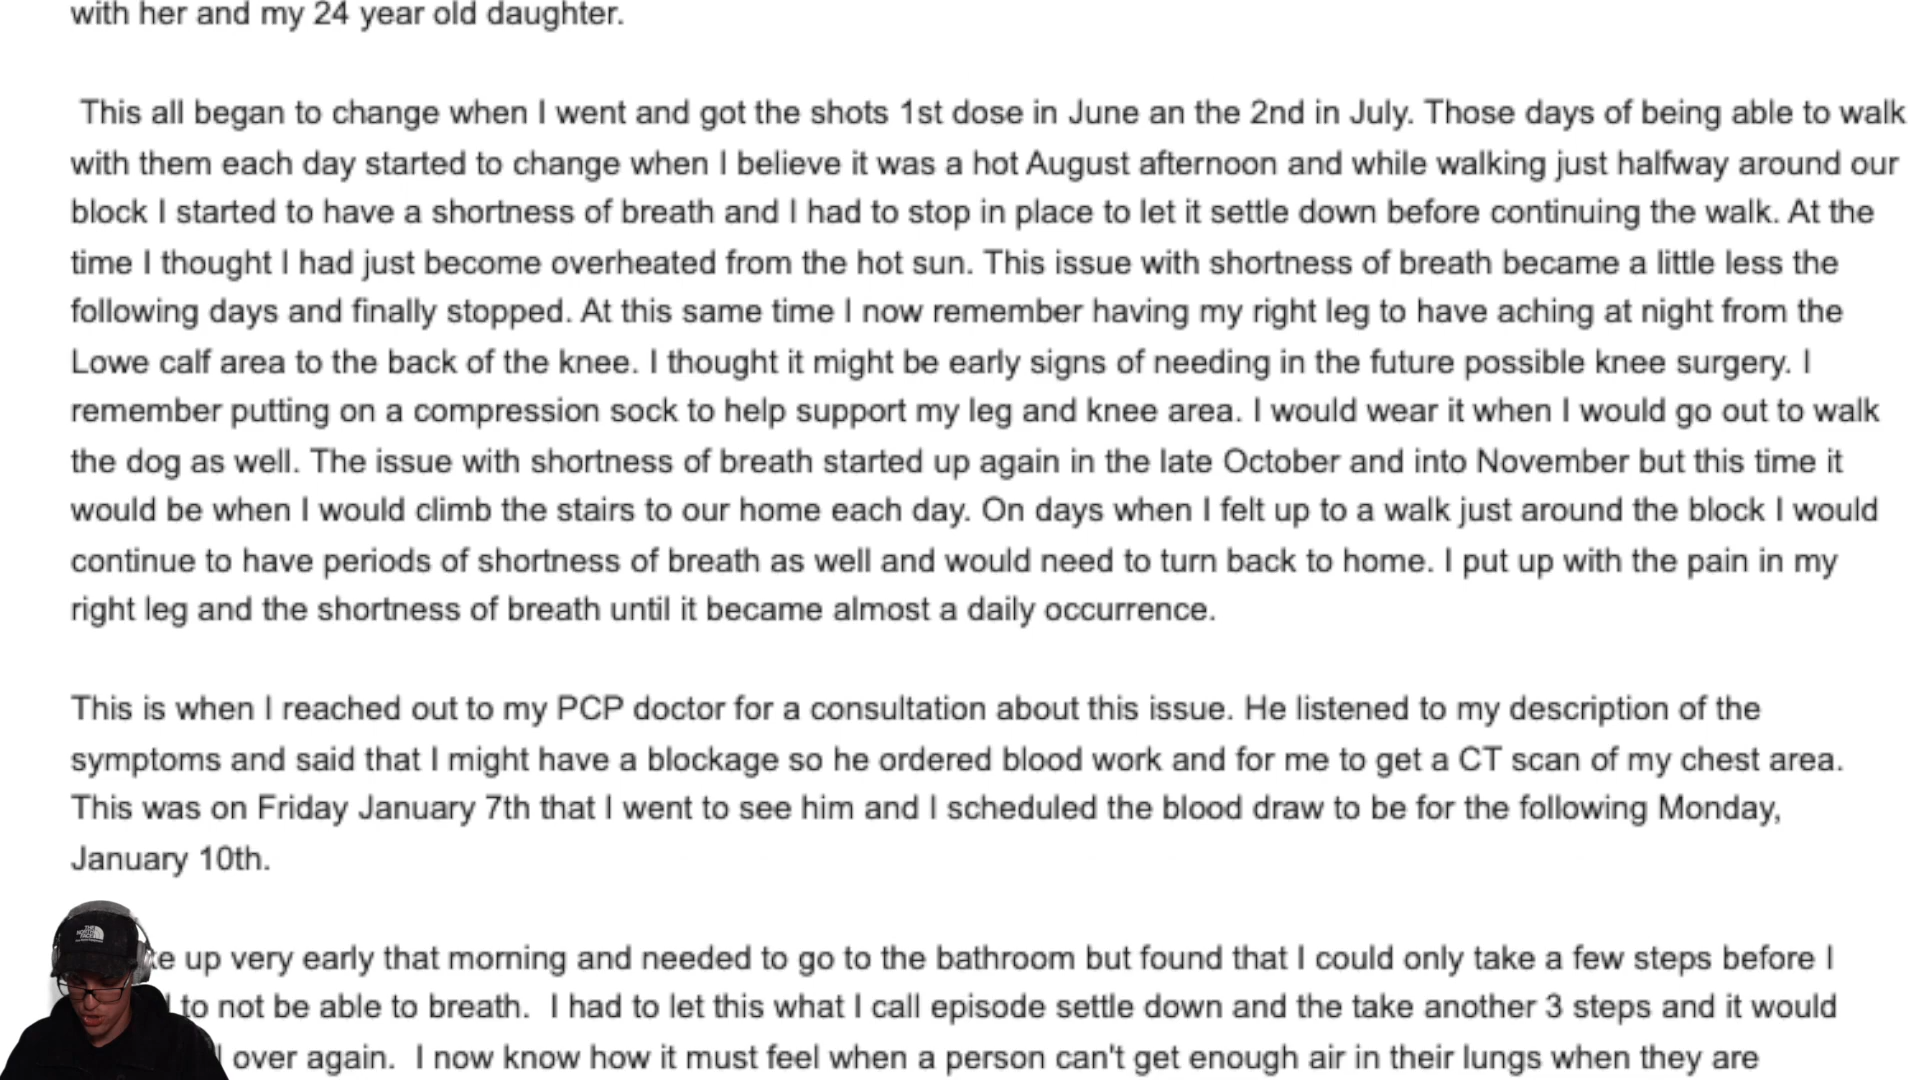 with her and my 24 year old daughter.
This all began to change when I went and got the shots 1st dose in June an the 2nd in July. Those days of being able to walk
with them each day started to change when I believe it was a hot August afternoon and while walking just halfway around our
block I started to have a shortness of breath and I had to stop in place to let it settle down before continuing the walk. At the
time I thought I had just become overheated from the hot sun. This issue with shortness of breath became a little less the
following days and finally stopped. At this same time I now remember having my right leg to have aching at night from the
Lowe calf area to the back of the knee. I thought it might be early signs of needing in the future possible knee surgery. I
remember putting on a compression sock to help support my leg and knee area. I would wear it when I would go out to walk
the dog as well. The issue with shortness of breath started up again in the late October and into November but this time it
would be when I would climb the stairs to our home each day. On days when I felt up to a walk just around the block I would
continue to have periods of shortness of breath as well and would need to turn back to home. I put up with the pain in my
right leg and the shortness of breath until it became almost a daily occurrence.
This is when I reached out to my PCP doctor for a consultation about this issue. He listened to my description of the
symptoms and said that I might have a blockage so he ordered blood work and for me to get a CT scan of my chest area.
This was on Friday January 7th that I went to see him and I scheduled the blood draw to be for the following Monday,
January 10th.
up very early that morning and needed to go to the bathroom but found that I could only take a few steps before I
to not be able to breath. I had to let this what I call episode settle down and the take another 3 steps and it would
over again. I now know how it must feel when a person can't get enough air in their lungs when they are
THE
NORTH
FACE